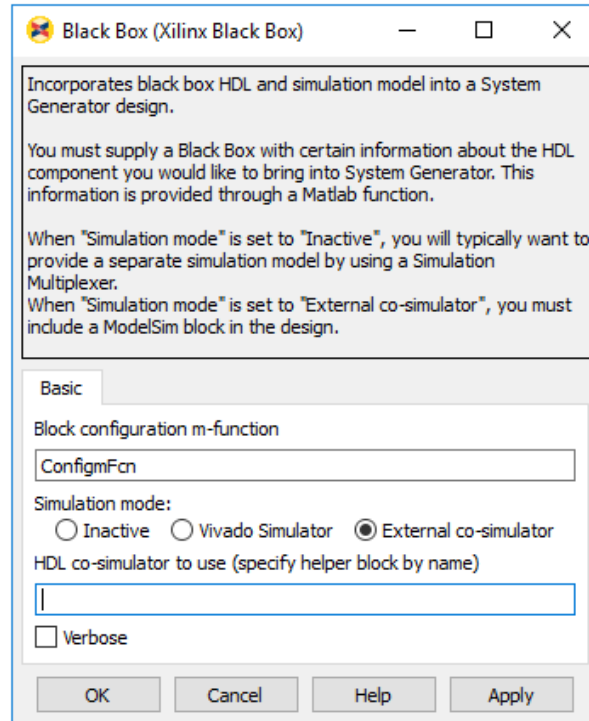 Black Box (Xilinx Black Box)
Incorporates black box HDL and simulation model into a System
Generator design.
You must supply a Black Box with certain information about the HDL
component you would like to bring into System Generator. This
information is provided through a Matlab function.
When "Simulation mode" is set to "Inactive", you will typically want to
provide a separate simulation model by using a Simulation
Multiplexer.
When "Simulation mode" is set to "External co-simulator", you must
include a ModelSim block in the design.
Basic
Block configuration m-function
ConfigmFcn
Simulation mode:
Inactive Vivado Simulator External co-simulator
HDL co-simulator to use (specify helper block by name)
Verbose
OK Cancel Help Apply